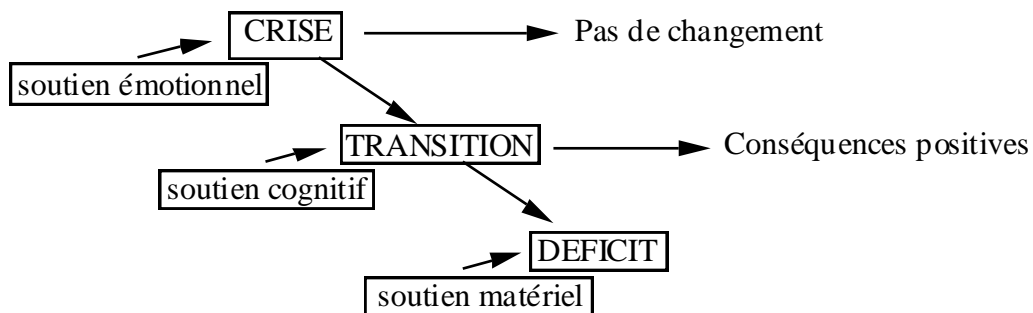 CRISE
Pas de changement
soutien émotionnel
TRANSITION
Conséquences positives
soutien cognitif
DEFICIT
soutien matériel